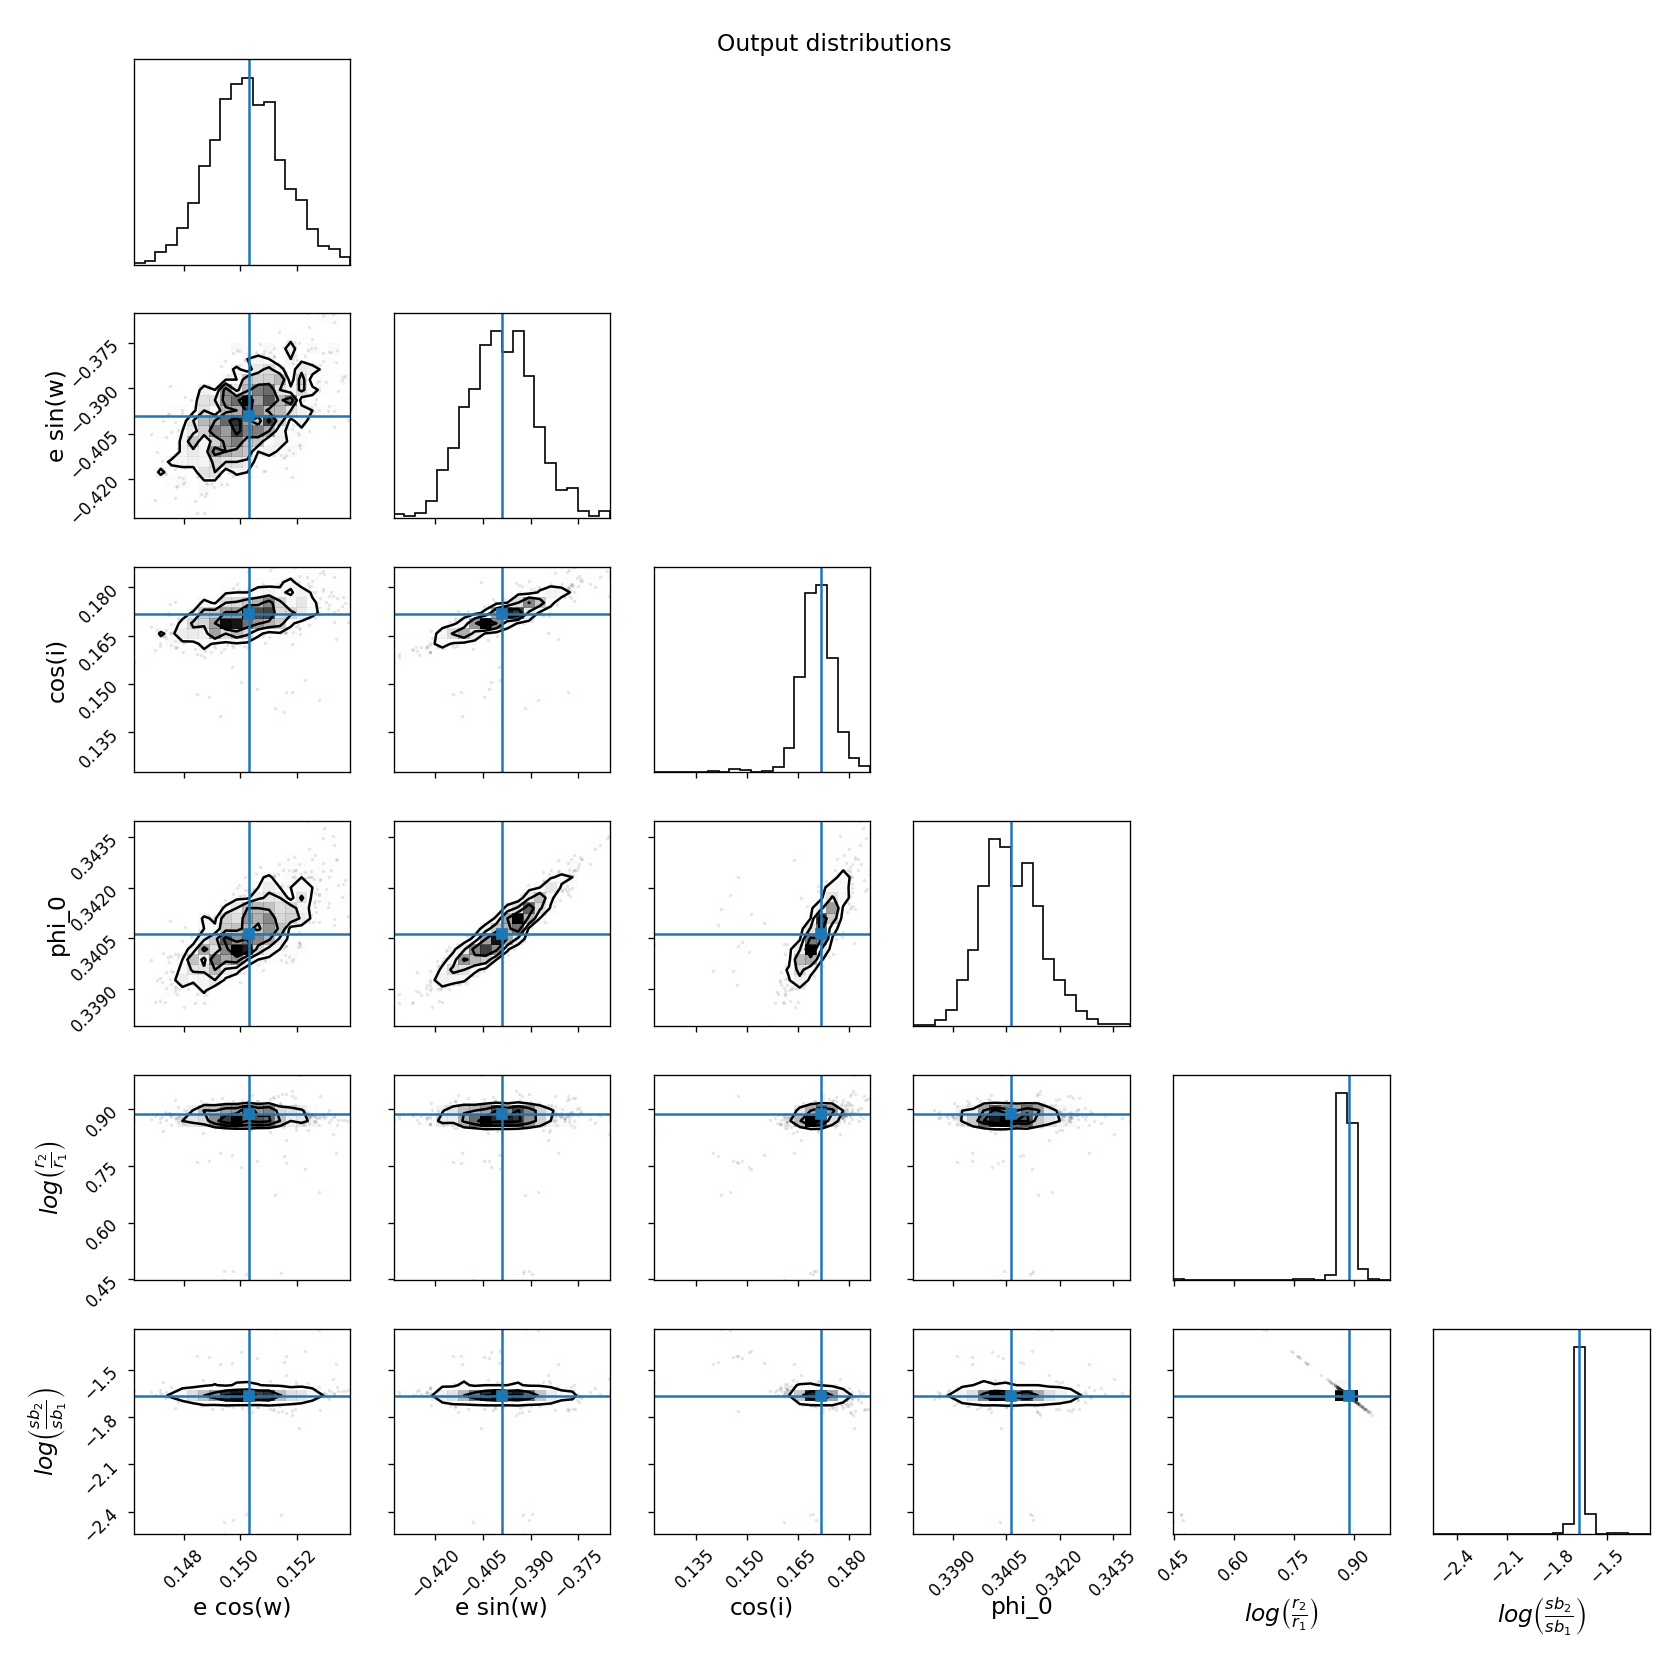 Output distributions
e sin(w)
−0.375
−0.390
−0.405
−0.420
cos(i)
0.180
0.165
0.150
0.135
phi_0
0.3435
0.3420
0.3405
0.3390
log(r₂/r₁)
0.90
0.75
0.60
0.45
log(sb₂/sb₁)
−1.5
−1.8
−2.1
−2.4
0.148 0.150 0.152
−0.420 −0.405 −0.390 −0.375
0.135 0.150 0.165 0.180
0.3390 0.3405 0.3420 0.3435
0.45 0.60 0.75 0.90
−2.4 −2.1 −1.8 −1.5
e cos(w)
e sin(w)
cos(i)
phi_0
log(r₂/r₁)
log(sb₂/sb₁)